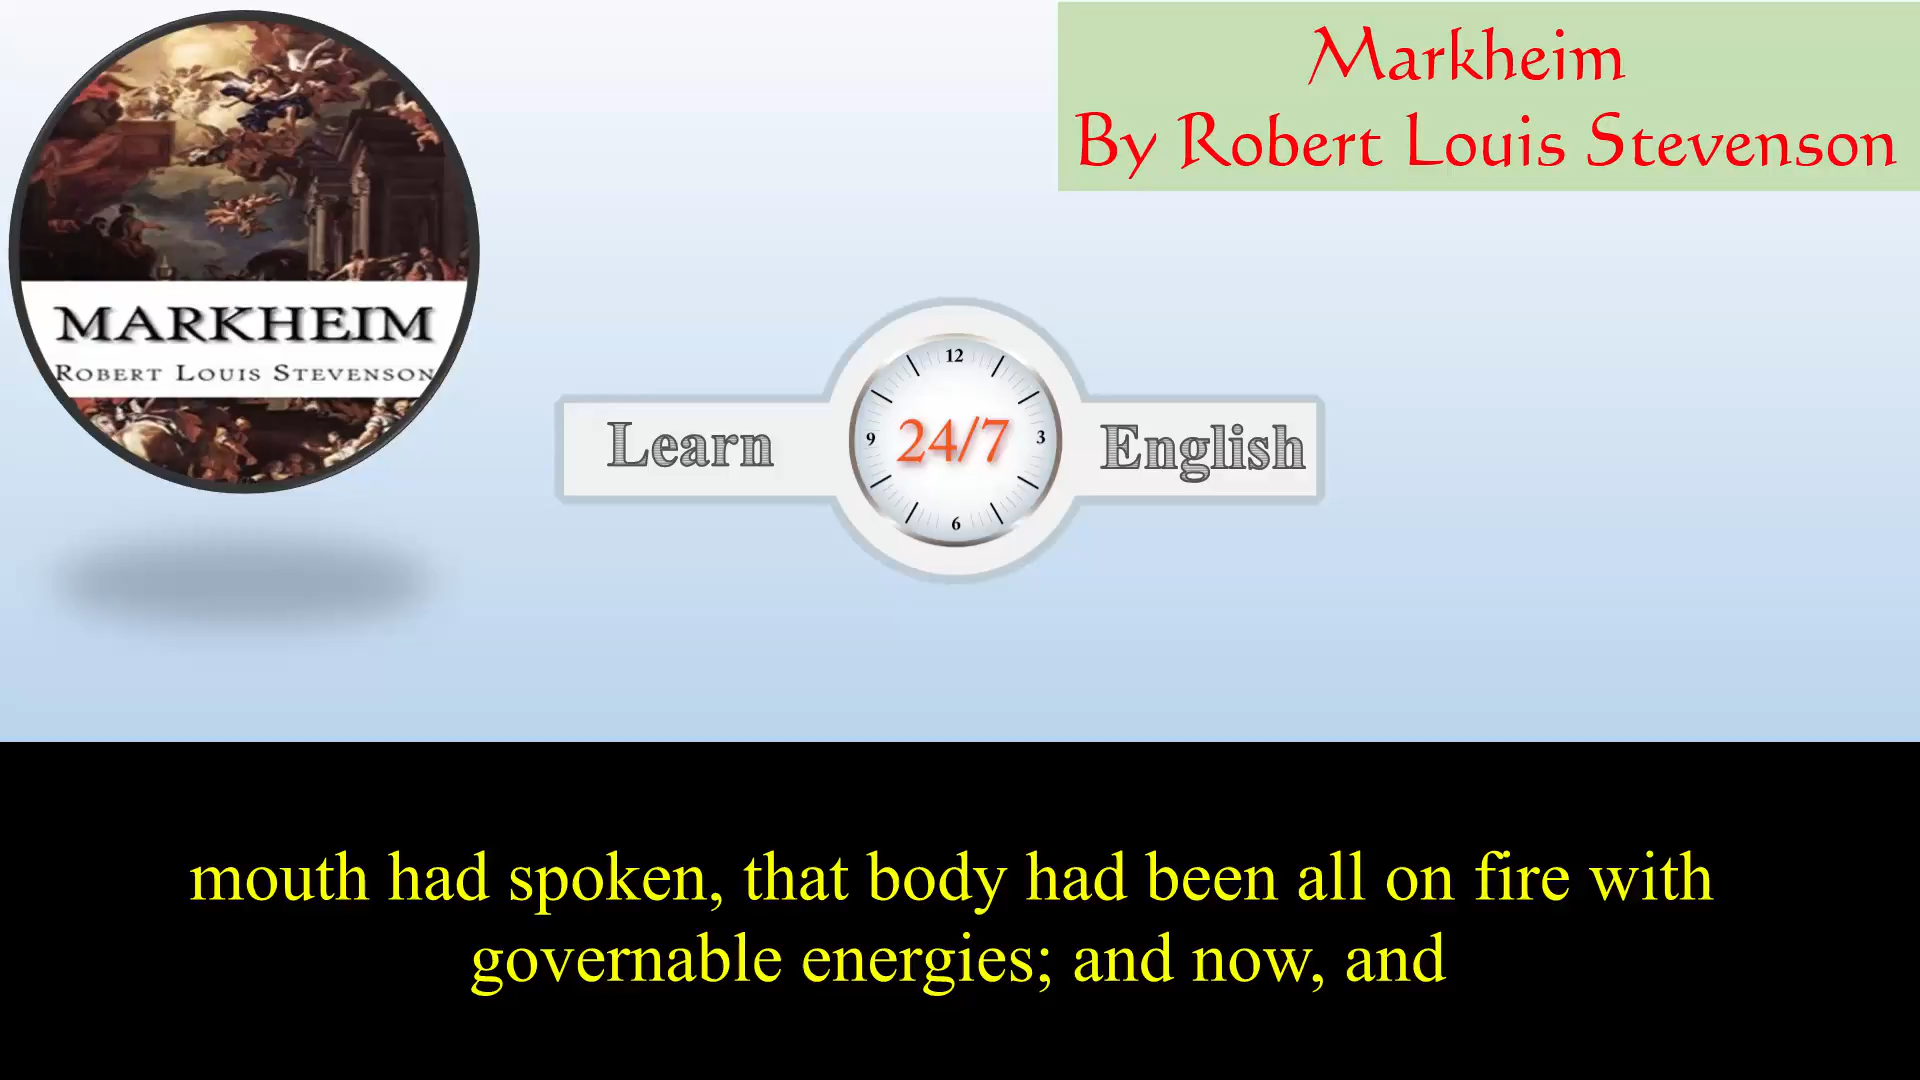 Markheim
By Robert Louis Stevenson
MARKHEIM
ROBERT LOUIS STEVENSON
Learn
24/7
English
12
3
6
9
mouth had spoken, that body had been all on fire with
governable energies; and now, and